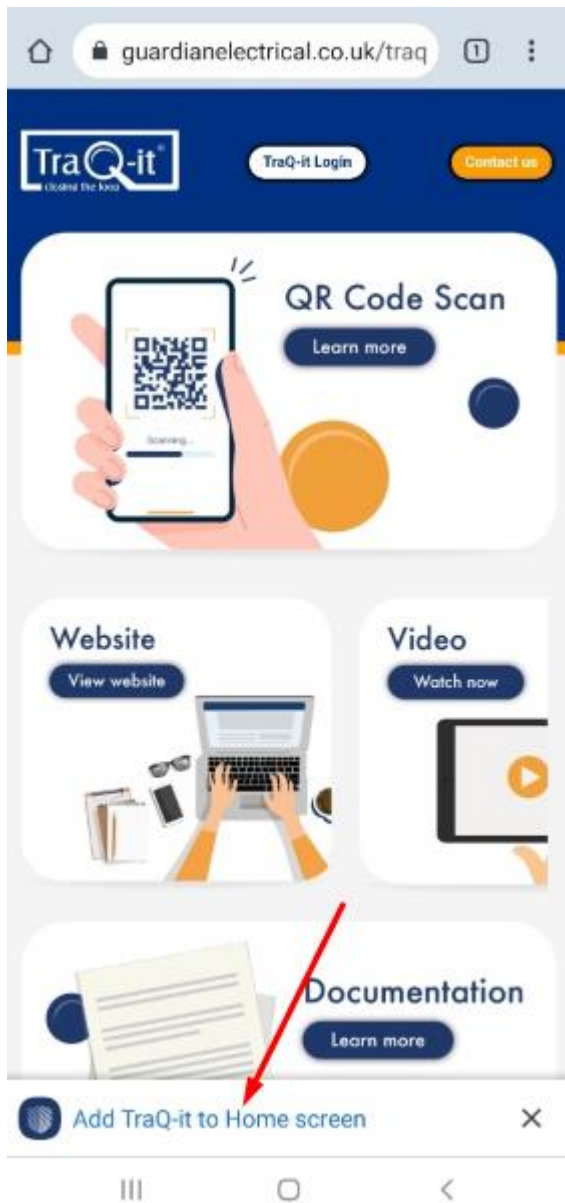 guardianelectrical.co.uk/traq
1
TraQ-it®
closing the loop
TraQ-it Login
Contact us
QR Code Scan
Learn more
Scanning...
Website
View website
Video
Watch now
Documentation
Learn more
Add TraQ-it to Home screen